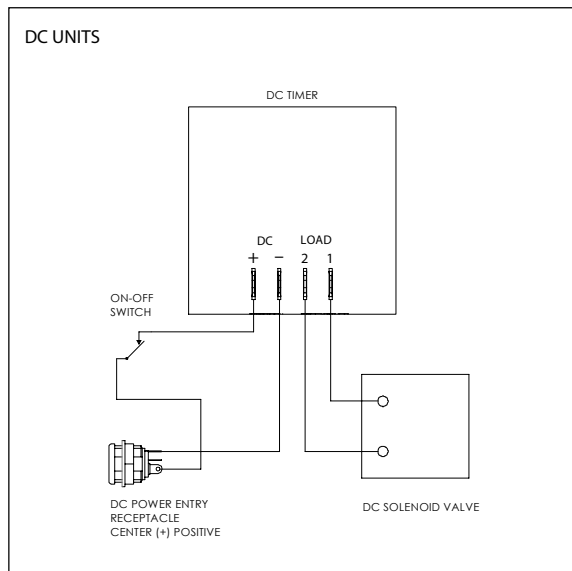 DC UNITS
DC TIMER
DC LOAD
+ − 2 1
ON-OFF
SWITCH
DC POWER ENTRY
RECEPTACLE
CENTER (+) POSITIVE
DC SOLENOID VALVE